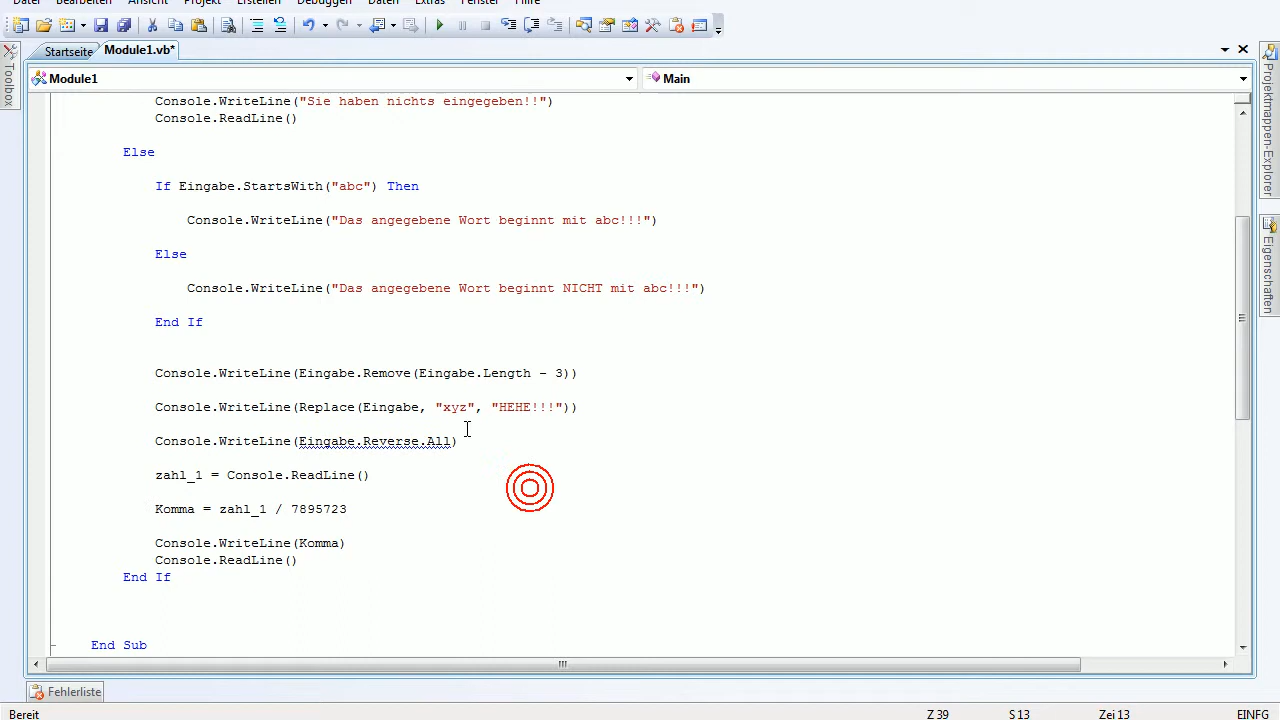 Datei Bearbeiten Ansicht Projekt Erstellen Debuggen Daten Extras Fenster Hilfe
Startseite Module1.vb*
Module1 Main
Toolbox
Projektmappen-Explorer
Eigenschaften
Console.WriteLine("Sie haben nichts eingegeben!!")
Console.ReadLine()
Else
If Eingabe.StartsWith("abc") Then
Console.WriteLine("Das angegebene Wort beginnt mit abc!!!")
Else
Console.WriteLine("Das angegebene Wort beginnt NICHT mit abc!!!")
End If
Console.WriteLine(Eingabe.Remove(Eingabe.Length - 3))
Console.WriteLine(Replace(Eingabe, "xyz", "HEHE!!!"))
Console.WriteLine(Eingabe.Reverse.All)
zahl_1 = Console.ReadLine()
Komma = zahl_1 / 7895723
Console.WriteLine(Komma)
Console.ReadLine()
End If
End Sub
Fehlerliste
Bereit Z 39 S 13 Zei 13 EINFG